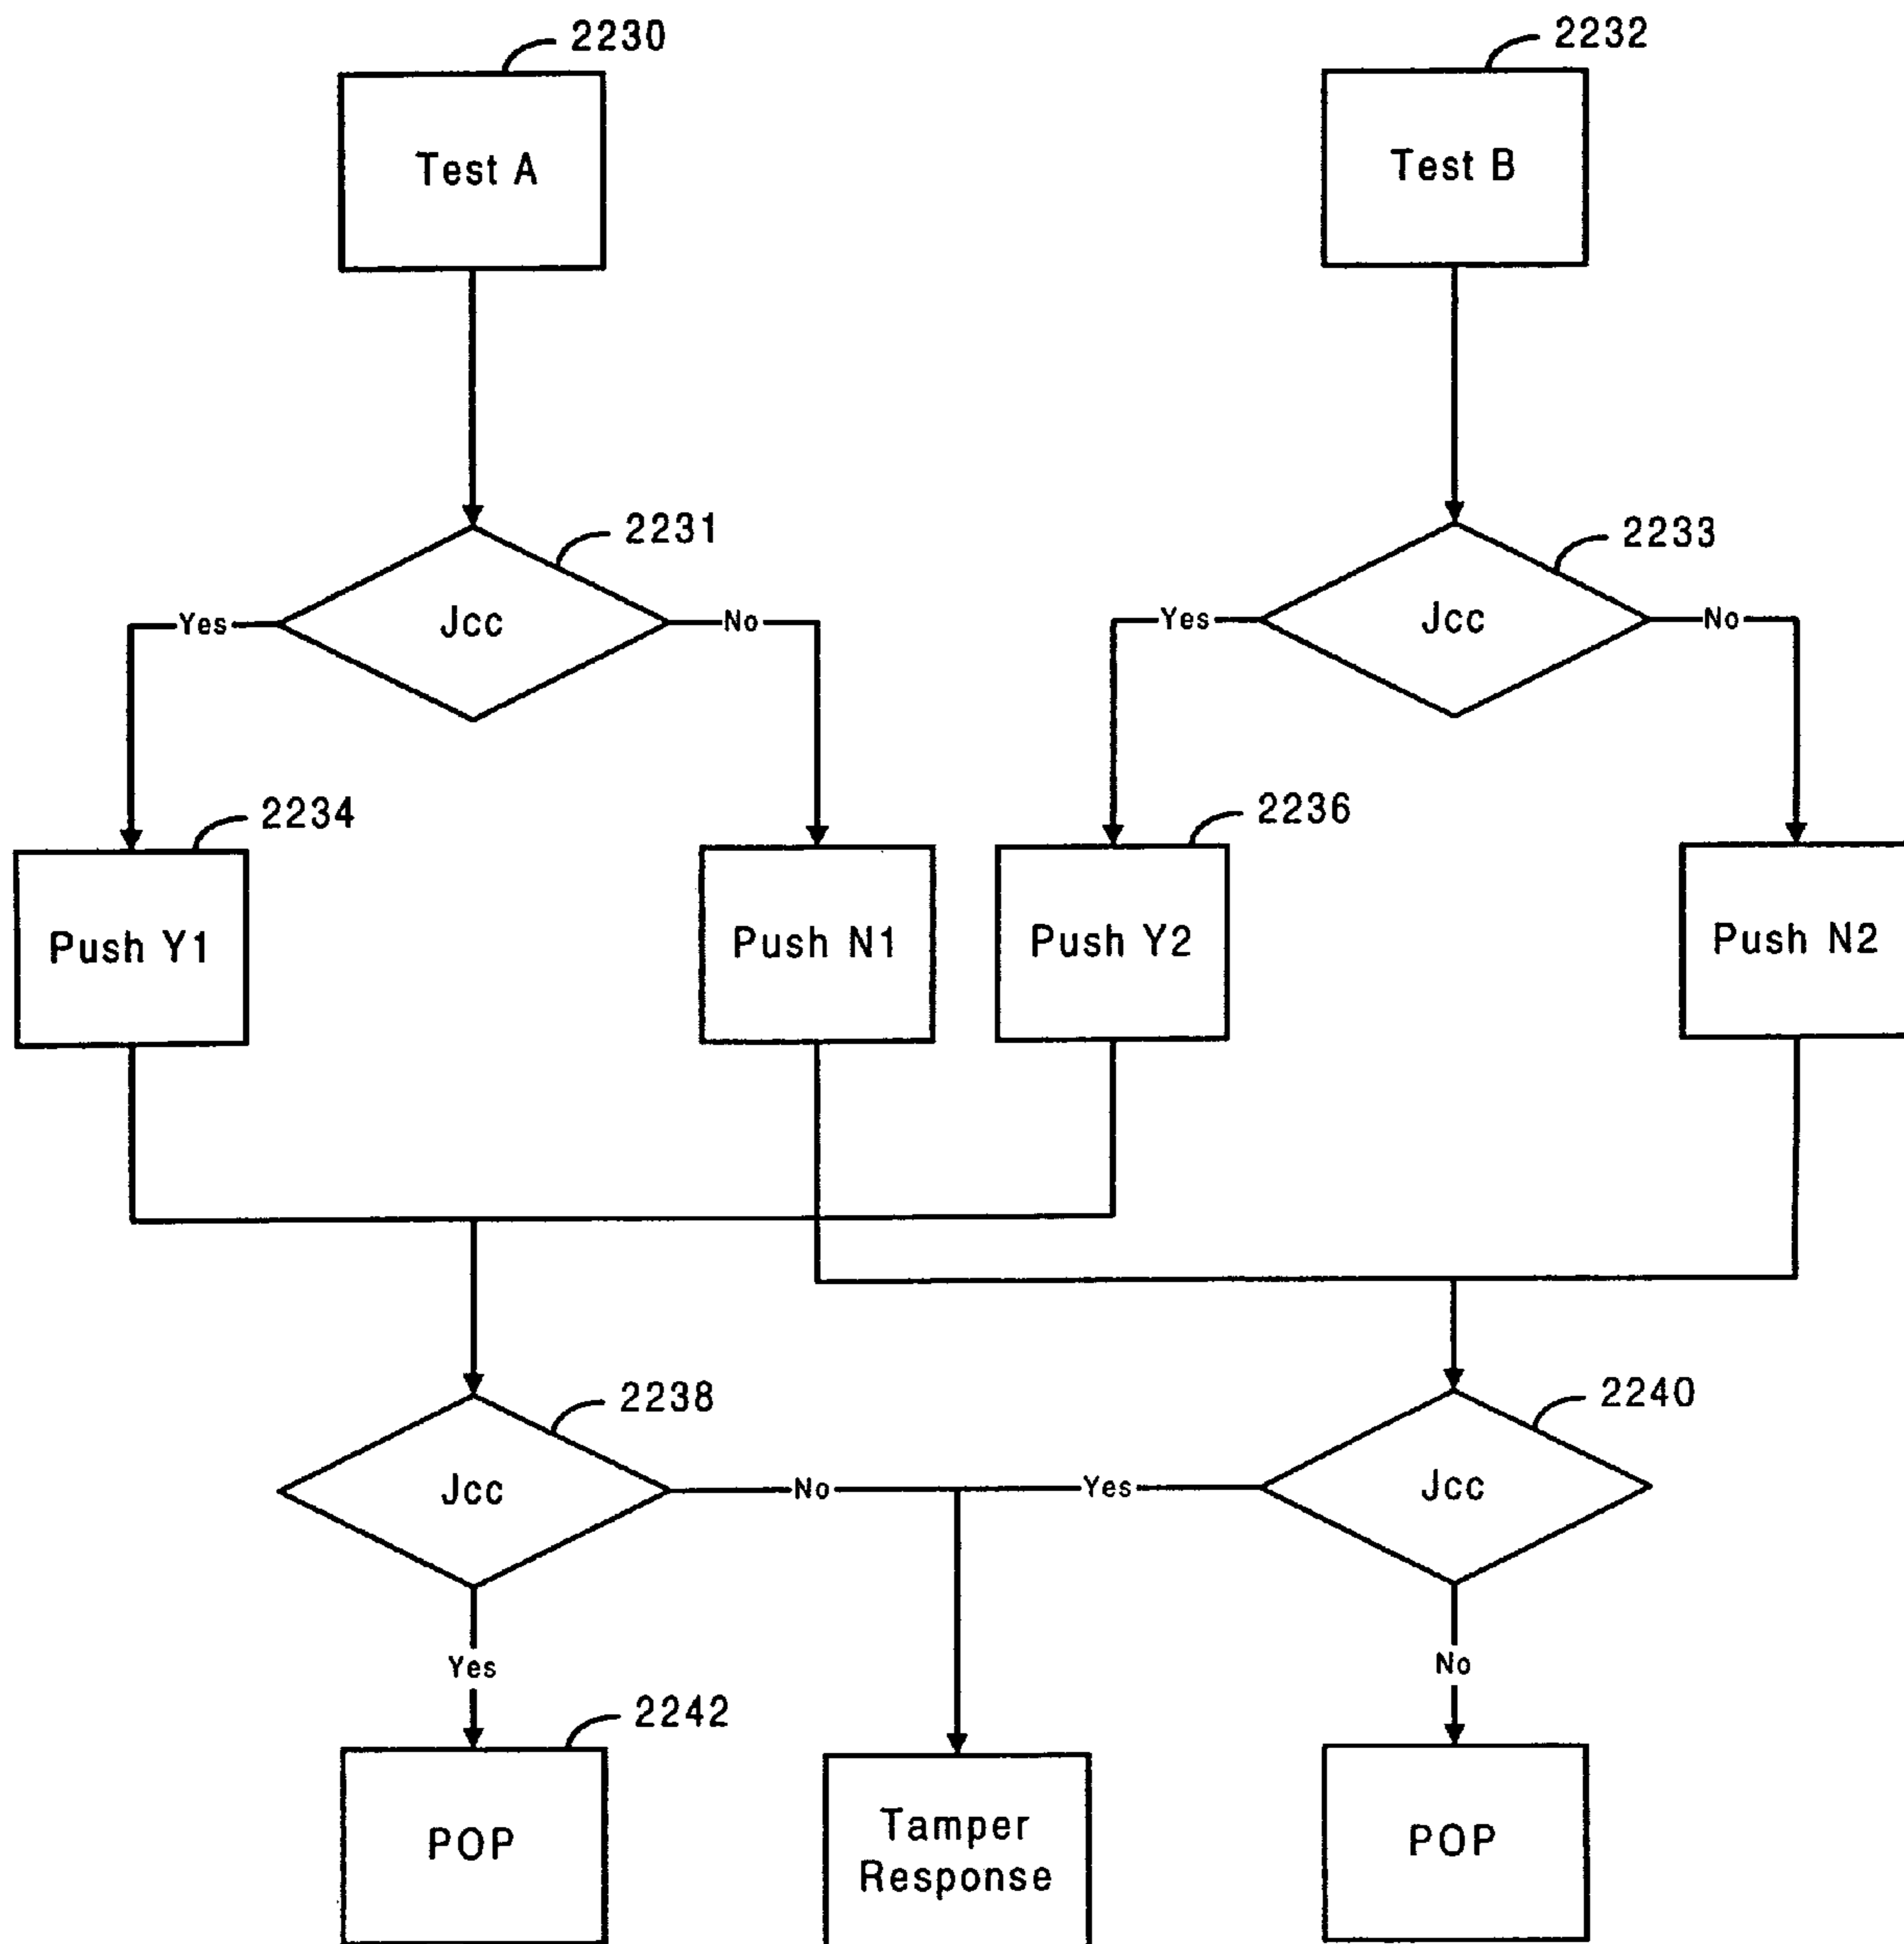 2230
2232
Test A
Test B
2231
2233
Yes
Jcc
No
Yes
Jcc
No
2234
2236
Push Y1
Push N1
Push Y2
Push N2
2238
2240
Jcc
No
Yes
Jcc
Yes
No
2242
POP
Tamper
Response
POP